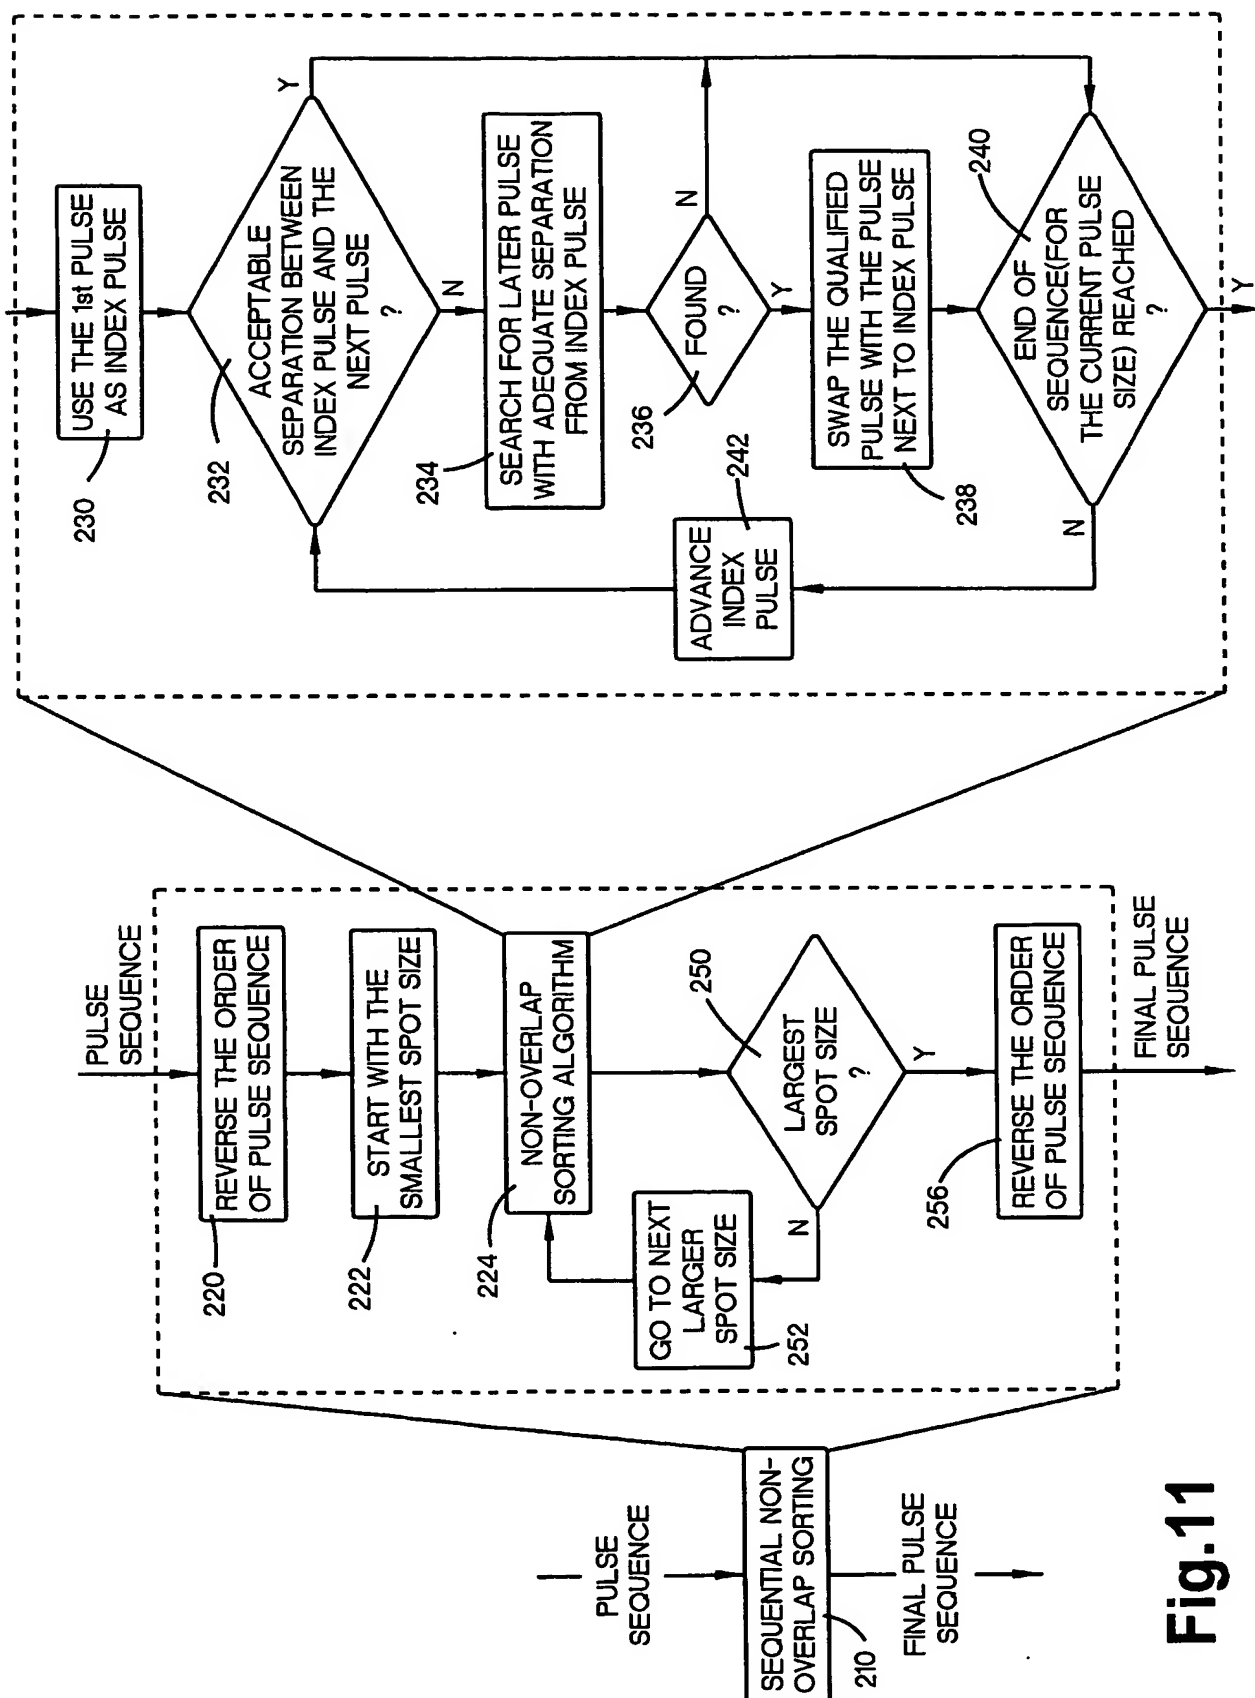 PULSE
SEQUENCE
SEQUENTIAL NON-
OVERLAP SORTING
210
FINAL PULSE
SEQUENCE
PULSE
SEQUENCE
REVERSE THE ORDER
OF PULSE SEQUENCE
220
START WITH THE
SMALLEST SPOT SIZE
222
NON-OVERLAP
SORTING ALGORITHM
224
GO TO NEXT
LARGER
SPOT SIZE
252
LARGEST
SPOT SIZE
?
250
N
Y
REVERSE THE ORDER
OF PULSE SEQUENCE
256
FINAL PULSE
SEQUENCE
USE THE 1st PULSE
AS INDEX PULSE
230
ACCEPTABLE
SEPARATION BETWEEN
INDEX PULSE AND THE
NEXT PULSE
?
232
Y
N
SEARCH FOR LATER PULSE
WITH ADEQUATE SEPARATION
FROM INDEX PULSE
234
FOUND
?
236
N
Y
ADVANCE
INDEX
PULSE
242
SWAP THE QUALIFIED
PULSE WITH THE PULSE
NEXT TO INDEX PULSE
238
END OF
SEQUENCE(FOR
THE CURRENT PULSE
SIZE) REACHED
?
240
N
Y
Fig.11